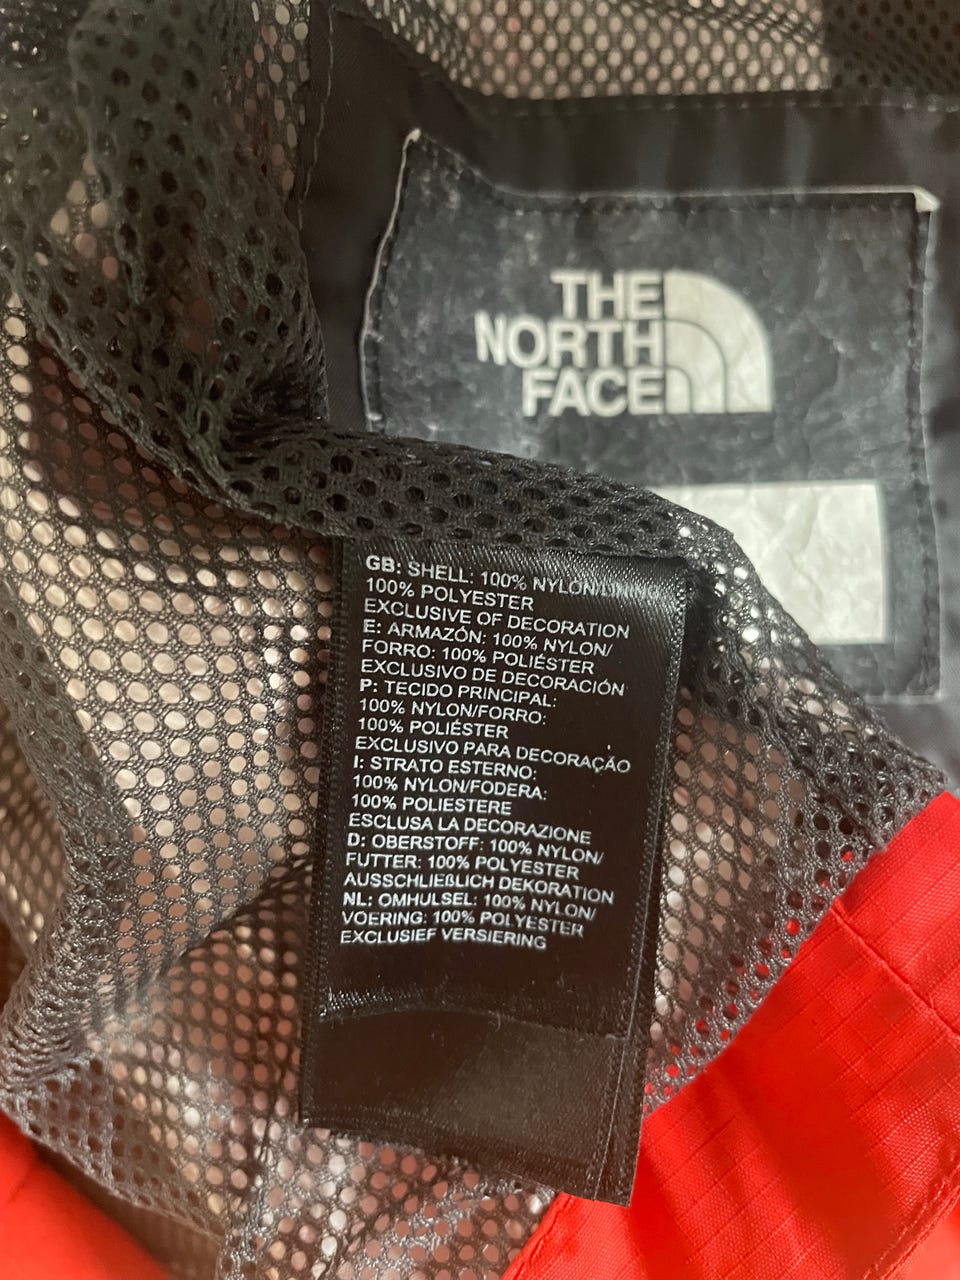 THE
NORTH
FACE
GB: SHELL: 100% NYLON/LINING
100% POLYESTER
EXCLUSIVE OF DECORATION
E: ARMAZÓN: 100% NYLON/
FORRO: 100% POLIÉSTER
EXCLUSIVO DE DECORACIÓN
P: TECIDO PRINCIPAL:
100% NYLON/FORRO:
100% POLIÉSTER
EXCLUSIVO PARA DECORAÇÃO
I: STRATO ESTERNO:
100% NYLON/FODERA:
100% POLIESTERE
ESCLUSA LA DECORAZIONE
D: OBERSTOFF: 100% NYLON/
FUTTER: 100% POLYESTER
AUSSCHLIEßLICH DEKORATION
NL: OMHULSEL: 100% NYLON/
VOERING: 100% POLYESTER
EXCLUSIEF VERSIERING